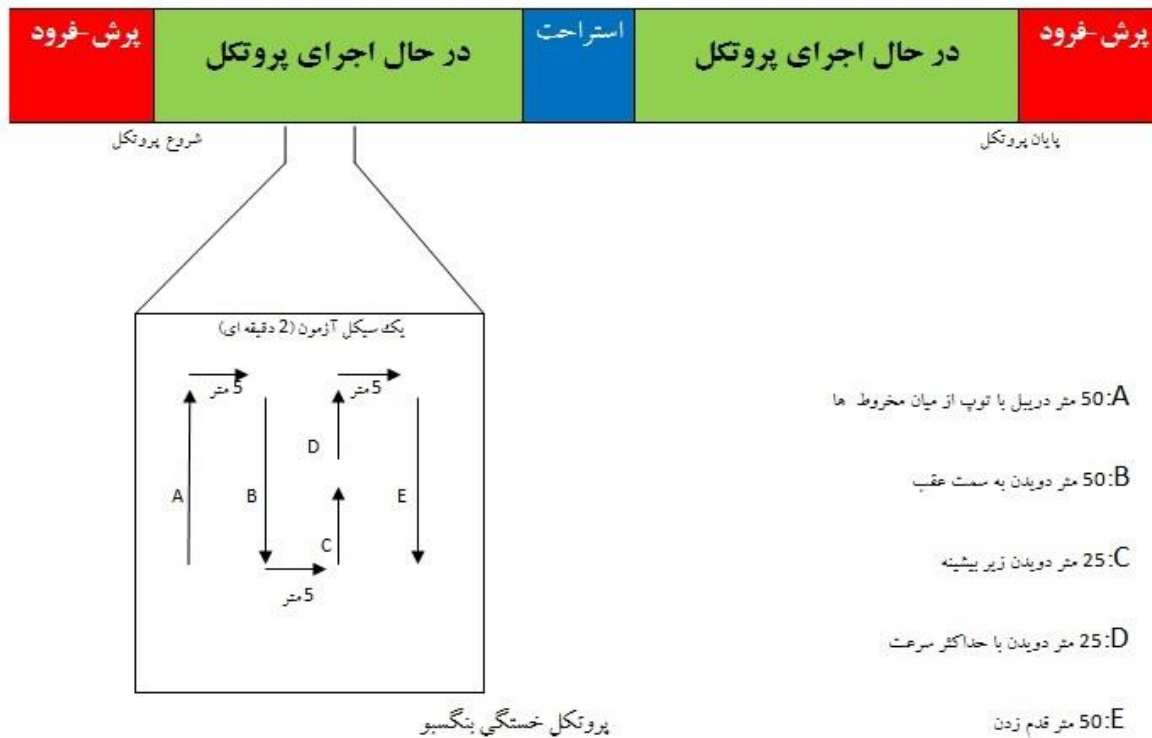 پرش-فرود
در حال اجرای پروتکل
استراحت
در حال اجرای پروتکل
پرش-فرود
شروع پروتکل
پایان پروتکل
یک سیکل آزمون (2 دقیقه ای)
5 متر
5 متر
A
B
C
D
E
5 متر
A:50 متر دریبل با توپ از میان مخروط ها
B:50 متر دویدن به سمت عقب
C:25 متر دویدن زیر بیشینه
D:25 متر دویدن با حداکثر سرعت
E:50 متر قدم زدن
پروتکل خستگي بنگسبو